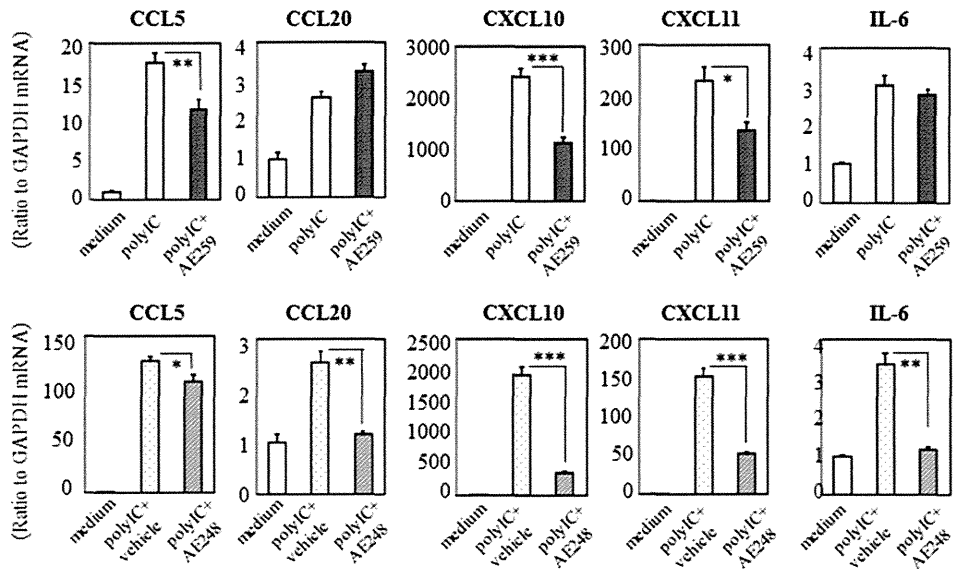 CCL5 CCL20 CXCL10 CXCL11 IL-6
(Ratio to GAPDH mRNA)
20 15 10 5 0
**
medium polyIC polyIC+ AE259
4 3 2 1 0
medium polyIC polyIC+ AE259
3000 2000 1000 0
***
medium polyIC polyIC+ AE259
300 200 100 0
*
medium polyIC polyIC+ AE259
4 3 2 1 0
medium polyIC polyIC+ AE259
CCL5 CCL20 CXCL10 CXCL11 IL-6
(Ratio to GAPDH mRNA)
150 100 50 0
*
medium polyIC+ vehicle polyIC+ AE248
3 2 1 0
**
medium polyIC+ vehicle polyIC+ AE248
2500 2000 1500 1000 500 0
***
medium polyIC+ vehicle polyIC+ AE248
200 150 100 50 0
***
medium polyIC+ vehicle polyIC+ AE248
4 3 2 1 0
**
medium polyIC+ vehicle polyIC+ AE248